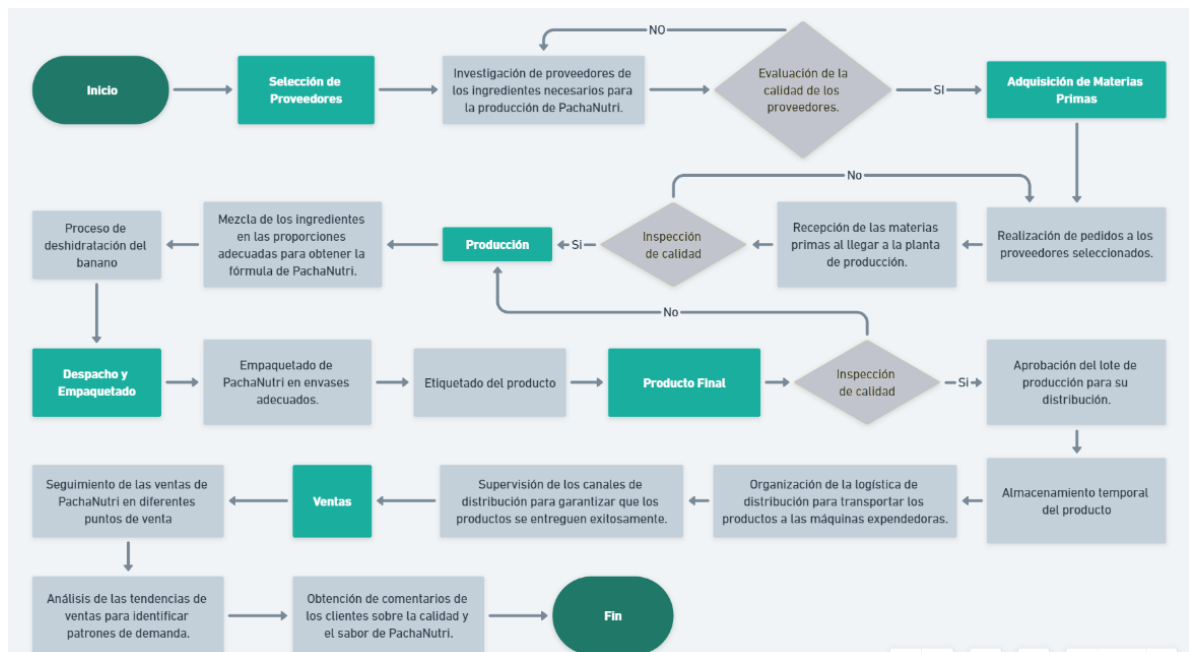 NO
Inicio
Selección de
Proveedores
Investigación de proveedores de
los ingredientes necesarios para
la producción de PachaNutri.
Evaluación de la
calidad de los
proveedores.
SI
Adquisición de Materias
Primas
No
Proceso de
deshidratación del
banano
Mezcla de los ingredientes
en las proporciones
adecuadas para obtener la
fórmula de PachaNutri.
Producción
Si
Inspección
de calidad
Recepción de las materias
primas al llegar a la planta
de producción.
Realización de pedidos a los
proveedores seleccionados.
No
Despacho y
Empaquetado
Empaquetado de
PachaNutri en envases
adecuados.
Etiquetado del producto
Producto Final
Inspección
de calidad
Si
Aprobación del lote de
producción para su
distribución.
Seguimiento de las ventas de
PachaNutri en diferentes
puntos de venta
Ventas
Supervisión de los canales de
distribución para garantizar que los
productos se entreguen exitosamente.
Organización de la logística de
distribución para transportar los
productos a las máquinas expendedoras.
Almacenamiento temporal
del producto
Análisis de las tendencias de
ventas para identificar
patrones de demanda.
Obtención de comentarios de
los clientes sobre la calidad y
el sabor de PachaNutri.
Fin